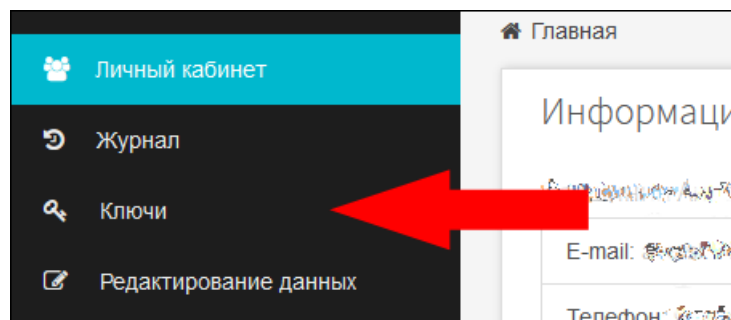 Главная
Личный кабинет
Журнал
Ключи
Редактирование данных
Информаци
E-mail:
Телефон: